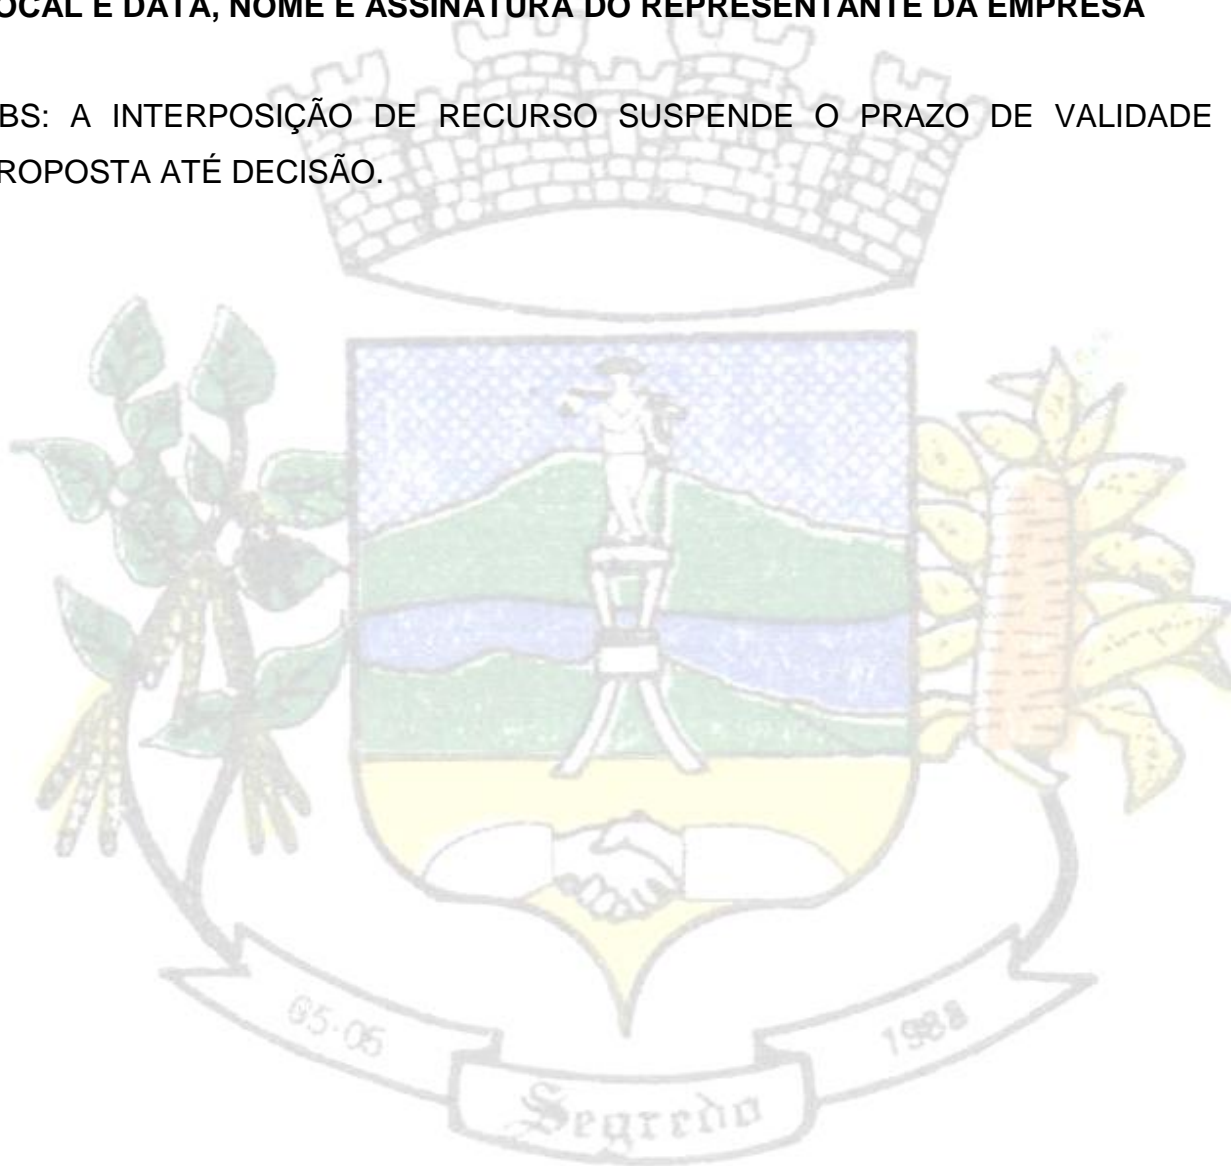 OCAL E DATA, NOME E ASSINATURA DO REPRESENTANTE DA EMPRESA
BS: A INTERPOSIÇÃO DE RECURSO SUSPENDE O PRAZO DE VALIDADE
ROPOSTA ATÉ DECISÃO.
05-05
1988
Segredo